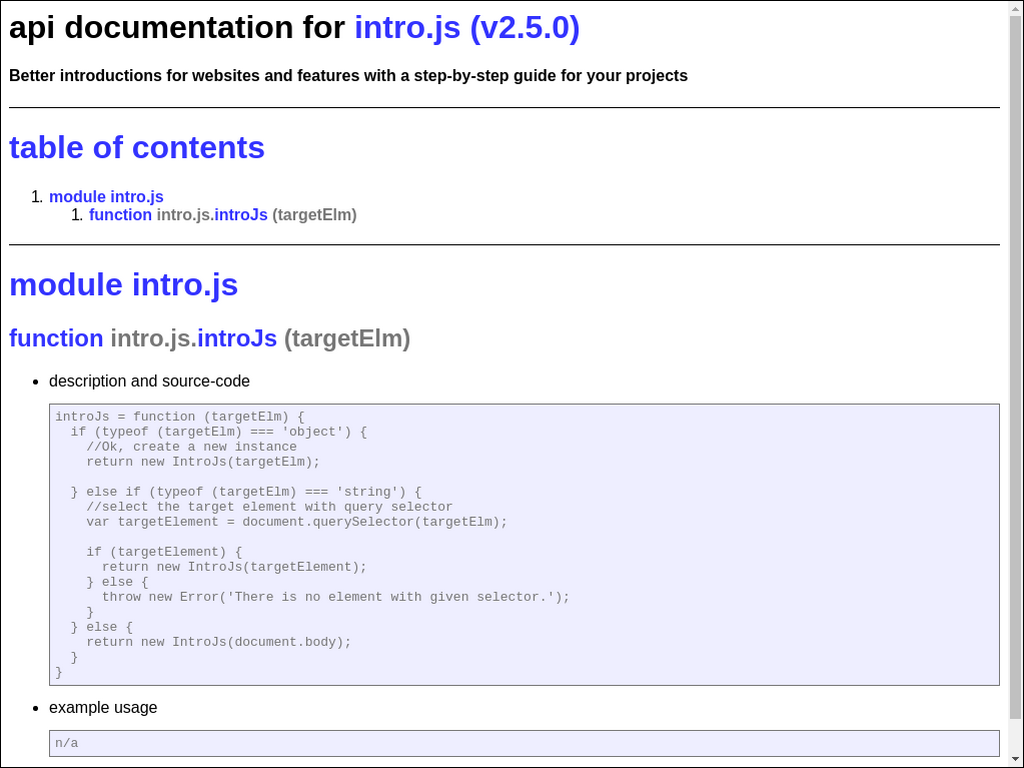 api documentation for intro.js (v2.5.0)
Better introductions for websites and features with a step-by-step guide for your projects
table of contents
1. module intro.js
1. function intro.js.introJs (targetElm)
module intro.js
function intro.js.introJs (targetElm)
• description and source-code
introJs = function (targetElm) {
  if (typeof (targetElm) === 'object') {
    //Ok, create a new instance
    return new IntroJs(targetElm);
  } else if (typeof (targetElm) === 'string') {
    //select the target element with query selector
    var targetElement = document.querySelector(targetElm);
    if (targetElement) {
      return new IntroJs(targetElement);
    } else {
      throw new Error('There is no element with given selector.');
    }
  } else {
    return new IntroJs(document.body);
  }
}
• example usage
n/a